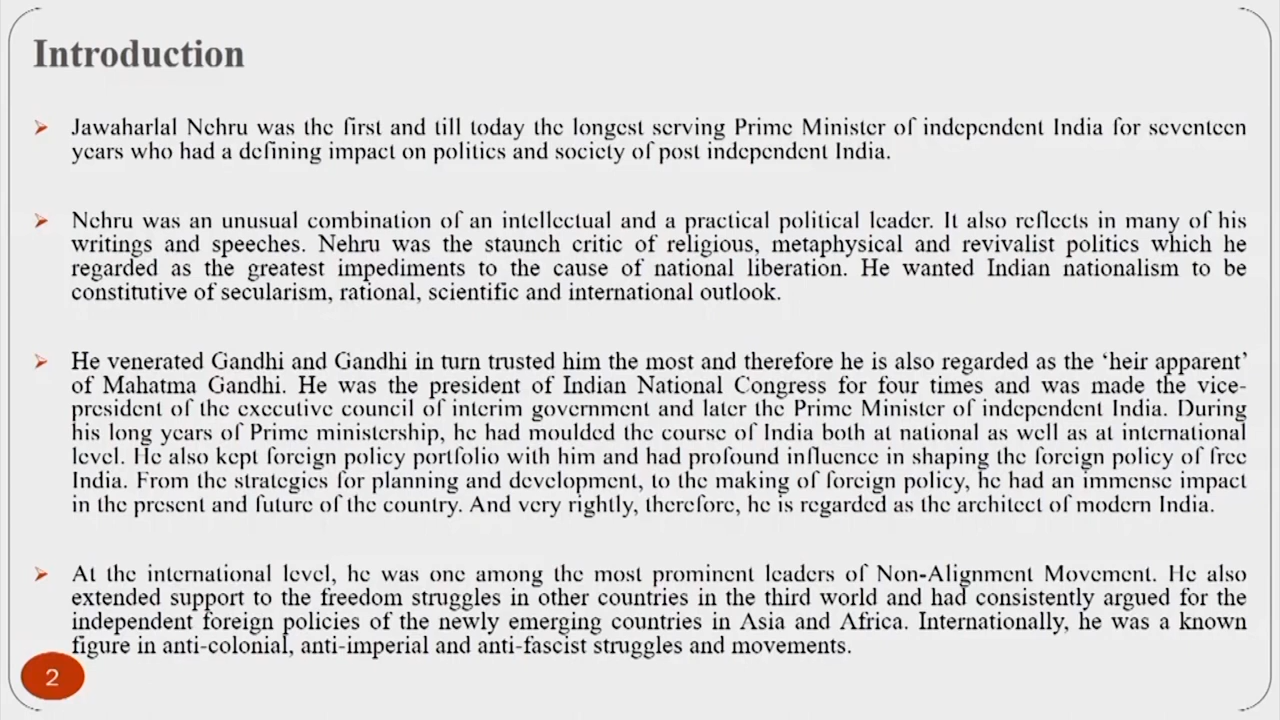 Introduction
Jawaharlal Nehru was the first and till today the longest serving Prime Minister of independent India for seventeen
years who had a defining impact on politics and society of post independent India.
Nehru was an unusual combination of an intellectual and a practical political leader. It also reflects in many of his
writings and speeches. Nehru was the staunch critic of religious, metaphysical and revivalist politics which he
regarded as the greatest impediments to the cause of national liberation. He wanted Indian nationalism to be
constitutive of secularism, rational, scientific and international outlook.
He venerated Gandhi and Gandhi in turn trusted him the most and therefore he is also regarded as the ‘heir apparent’
of Mahatma Gandhi. He was the president of Indian National Congress for four times and was made the vice-
president of the executive council of interim government and later the Prime Minister of independent India. During
his long years of Prime ministership, he had moulded the course of India both at national as well as at international
level. He also kept foreign policy portfolio with him and had profound influence in shaping the foreign policy of free
India. From the strategies for planning and development, to the making of foreign policy, he had an immense impact
in the present and future of the country. And very rightly, therefore, he is regarded as the architect of modern India.
At the international level, he was one among the most prominent leaders of Non-Alignment Movement. He also
extended support to the freedom struggles in other countries in the third world and had consistently argued for the
independent foreign policies of the newly emerging countries in Asia and Africa. Internationally, he was a known
figure in anti-colonial, anti-imperial and anti-fascist struggles and movements.
2